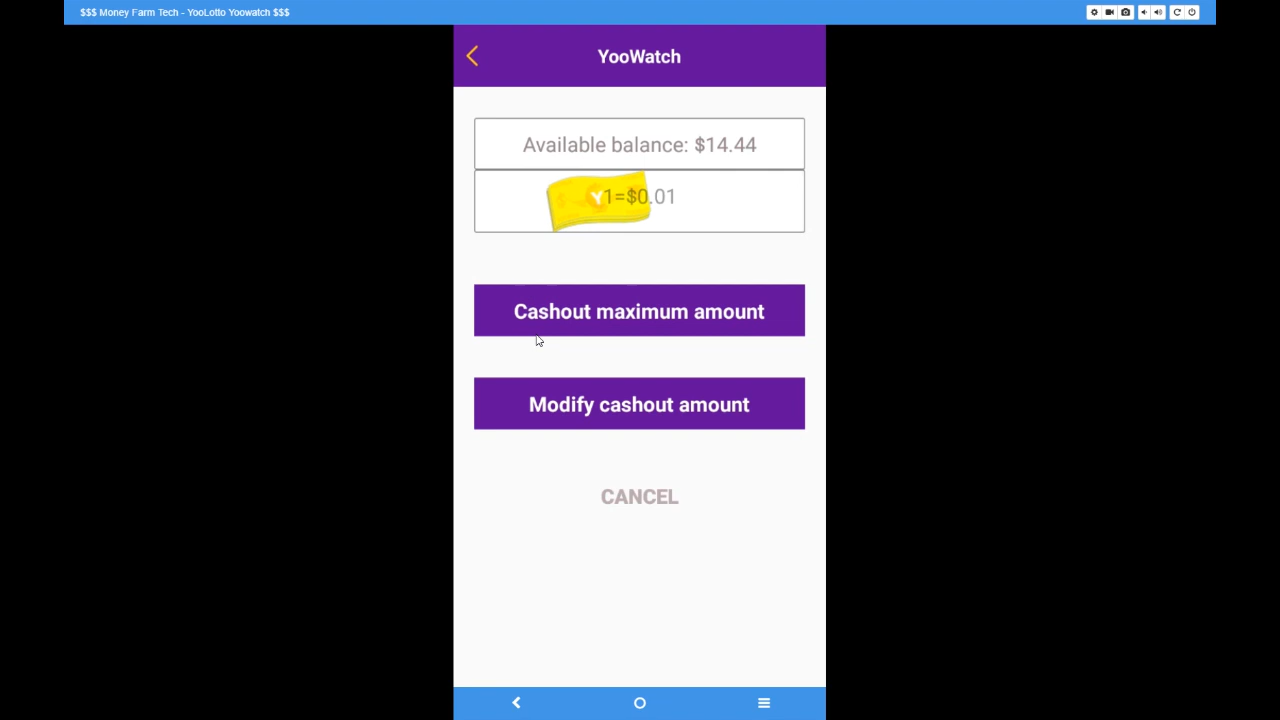 $$$ Money Farm Tech - YooLotto Yoowatch $$$
YooWatch
Available balance: $14.44
Y1=$0.01
Cashout maximum amount
Modify cashout amount
CANCEL